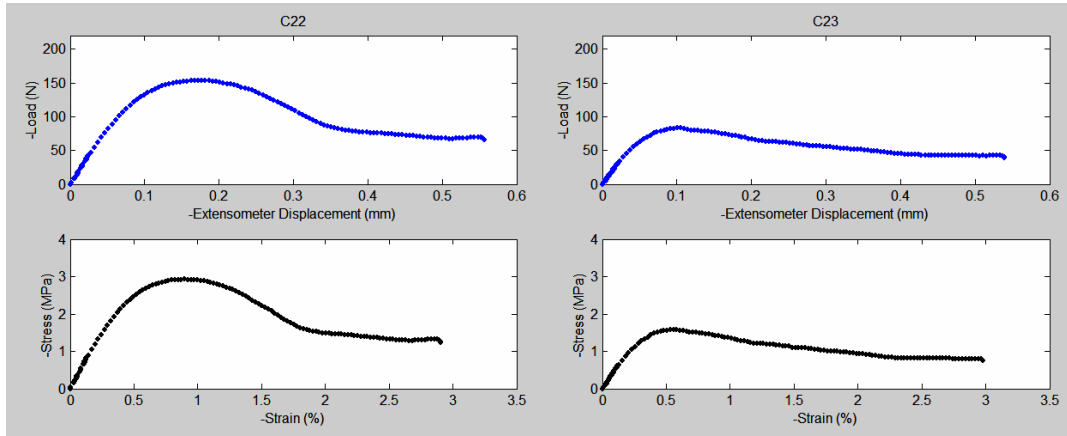 C22
-Load (N)
200
150
100
50
0
0 0.1 0.2 0.3 0.4 0.5 0.6
-Extensometer Displacement (mm)
C23
-Load (N)
200
150
100
50
0
0 0.1 0.2 0.3 0.4 0.5 0.6
-Extensometer Displacement (mm)
-Stress (MPa)
4
3
2
1
0
0 0.5 1 1.5 2 2.5 3 3.5
-Strain (%)
-Stress (MPa)
4
3
2
1
0
0 0.5 1 1.5 2 2.5 3 3.5
-Strain (%)